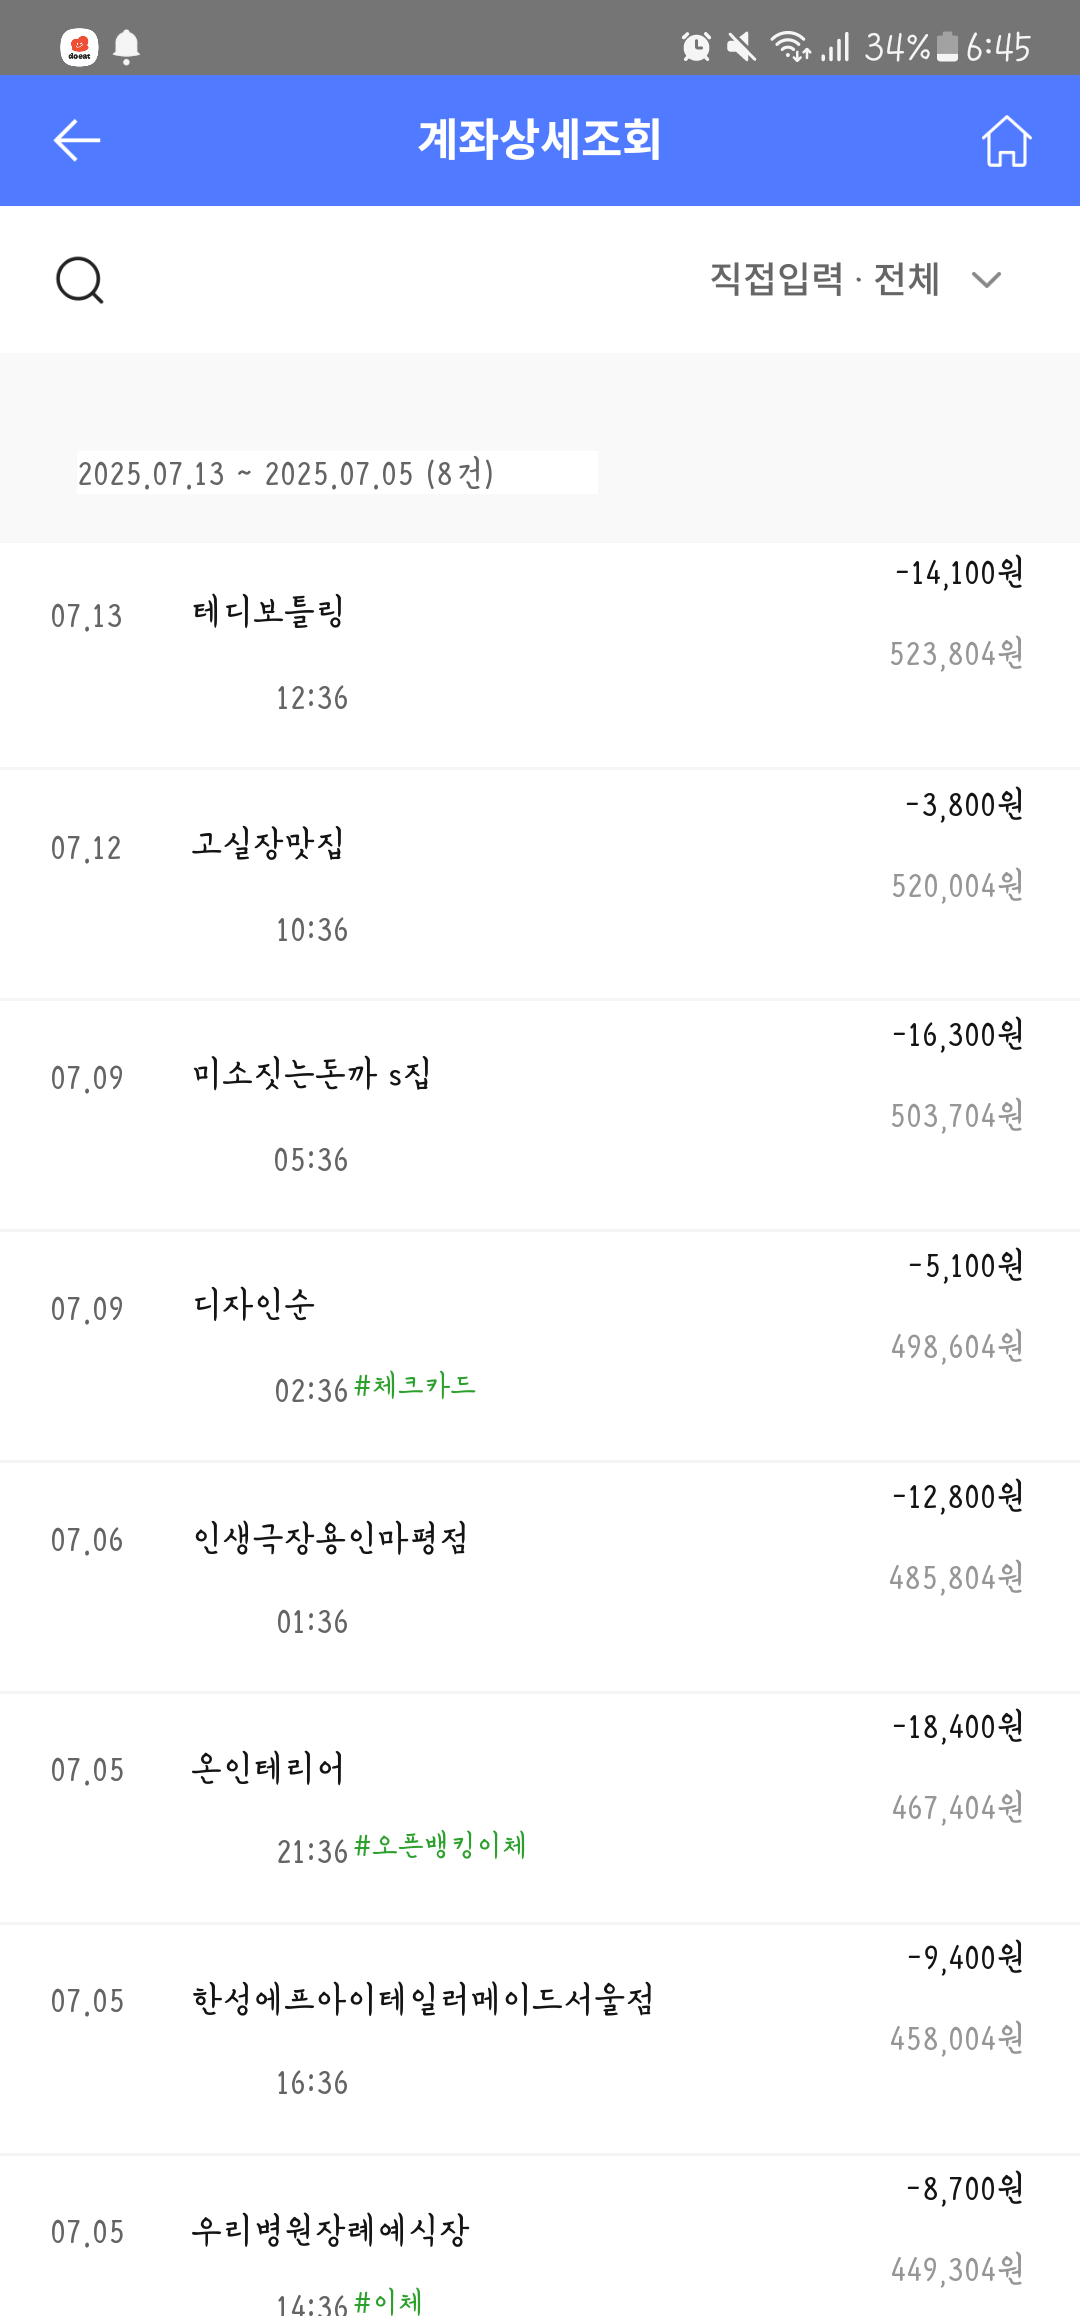 doeat 34% 6:45
계좌상세조회
직접입력 · 전체
2025.07.13 ~ 2025.07.05 (8건)
-14,100원
07.13 테디보틀링
523,804원
12:36
-3,800원
07.12 고실장맛집
520,004원
10:36
-16,300원
07.09 미소짓는돈까 s집
503,704원
05:36
-5,100원
07.09 디자인순
498,604원
02:36 #체크카드
-12,800원
07.06 인생극장용인마평점
485,804원
01:36
-18,400원
07.05 온인테리어
467,404원
21:36 #오픈뱅킹이체
-9,400원
07.05 한성에프아이테일러메이드서울점
458,004원
16:36
-8,700원
07.05 우리병원장례예식장
449,304원
14:36 #이체